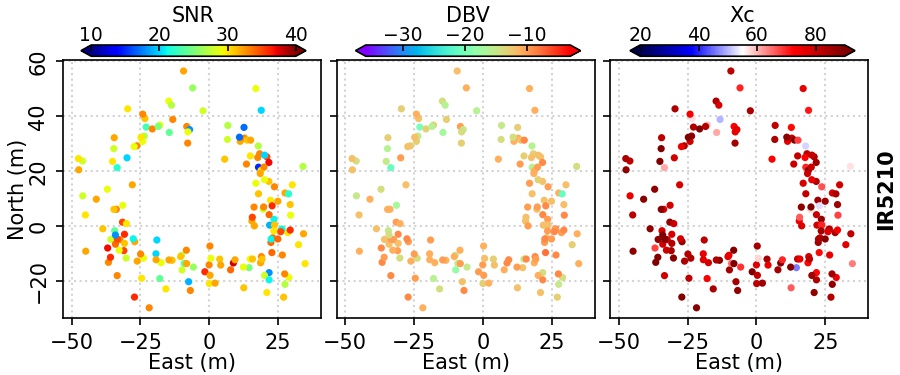 SNR DBV Xc
10 20 30 40 −30 −20 −10 20 40 60 80
60
40
20
0
−20
North (m)
IR5210
−50 −25 0 25 −50 −25 0 25 −50 −25 0 25
East (m) East (m) East (m)